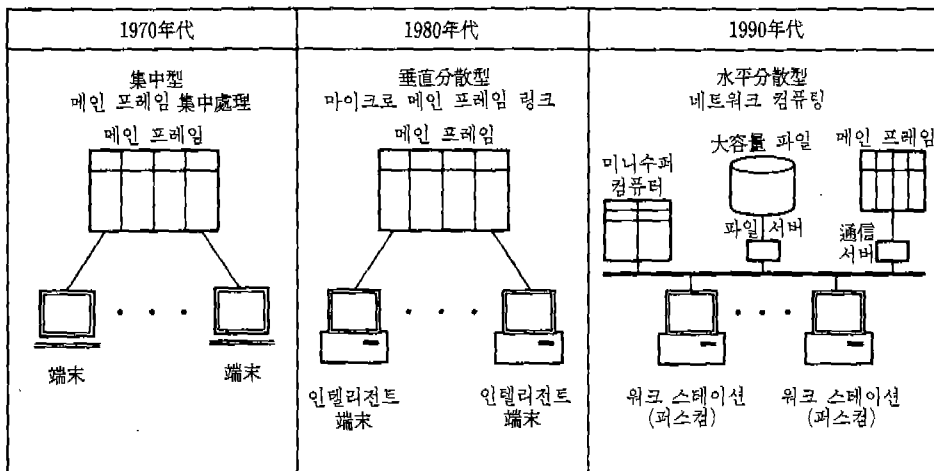 1970年代
1980年代
1990年代
集中型
메인 프레임 集中處理
메인 프레임
端末
端末
垂直分散型
마이크로 메인 프레임 링크
메인 프레임
인텔리전트
端末
인텔리전트
端末
水平分散型
네트워크 컴퓨팅
미니수퍼
컴퓨터
大容量 파일
파일 서버
메인 프레임
通信
서버
워크 스테이션
(퍼스컴)
워크 스테이션
(퍼스컴)